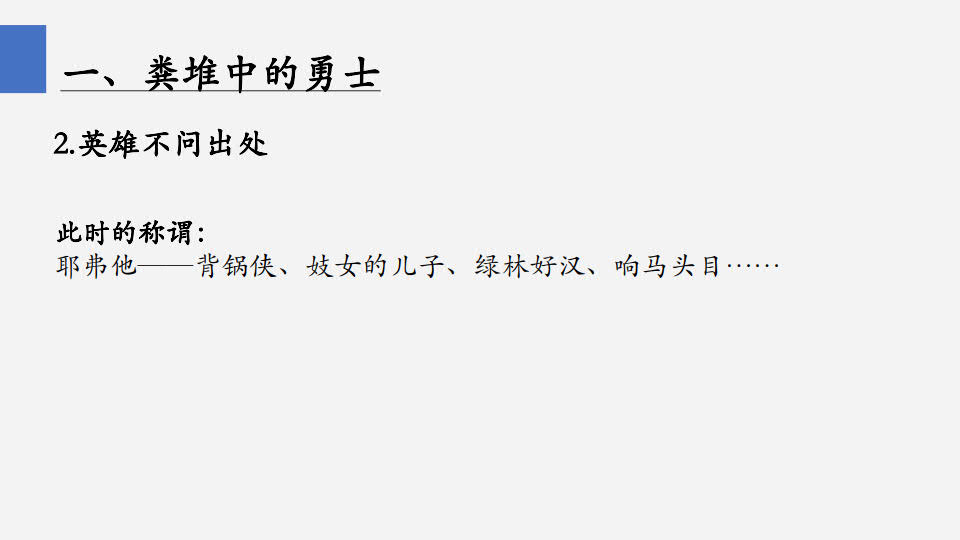 一、粪堆中的勇士
2.英雄不问出处
此时的称谓：
耶弗他——背锅侠、妓女的儿子、绿林好汉、响马头目······